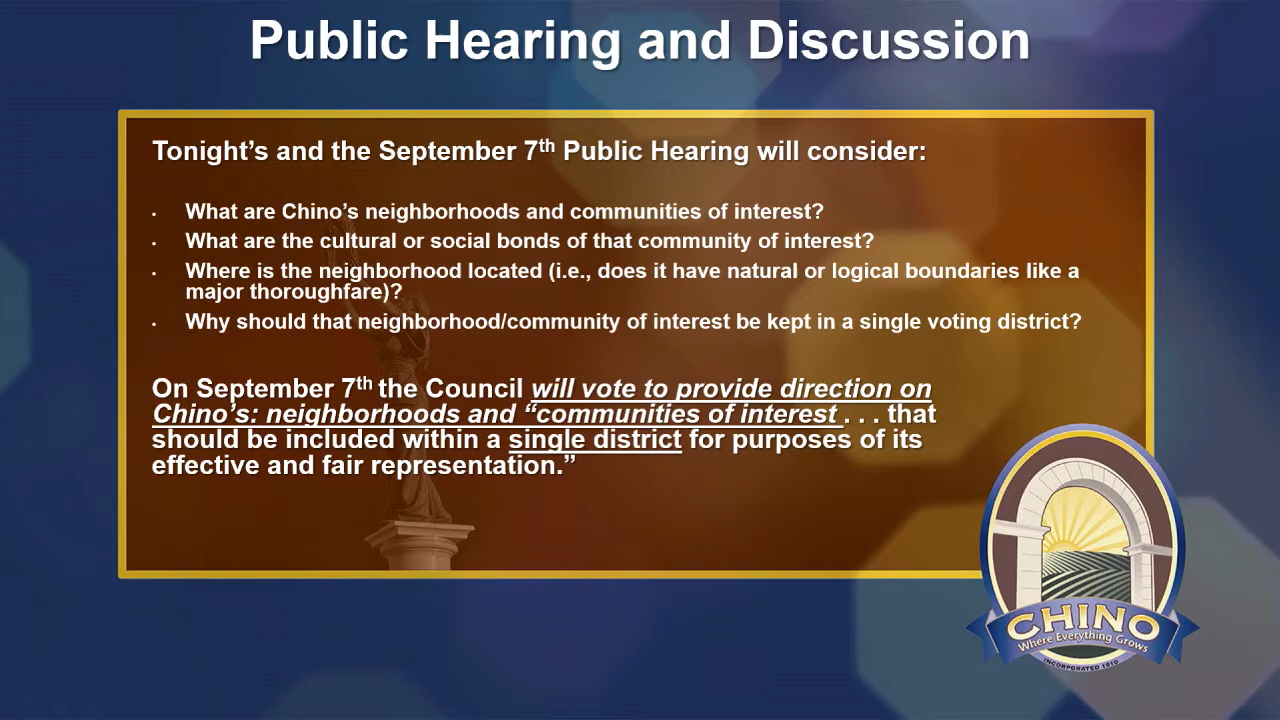 Public Hearing and Discussion
Tonight’s and the September 7th Public Hearing will consider:
• What are Chino’s neighborhoods and communities of interest?
• What are the cultural or social bonds of that community of interest?
• Where is the neighborhood located (i.e., does it have natural or logical boundaries like a
major thoroughfare)?
• Why should that neighborhood/community of interest be kept in a single voting district?
On September 7th the Council will vote to provide direction on
Chino’s: neighborhoods and “communities of interest . . . that
should be included within a single district for purposes of its
effective and fair representation.”
CHINO
Where Everything Grows
INCORPORATED 1910